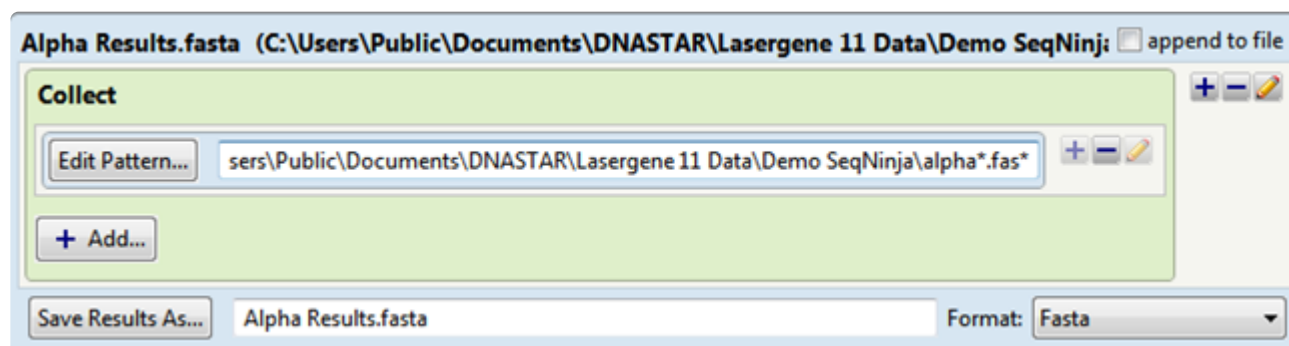 Alpha Results.fasta (C:\Users\Public\Documents\DNASTAR\Lasergene 11 Data\Demo SeqNinja append to file
Collect
Edit Pattern... sers\Public\Documents\DNASTAR\Lasergene 11 Data\Demo SeqNinja\alpha*.fas*
+ Add...
Save Results As... Alpha Results.fasta Format: Fasta